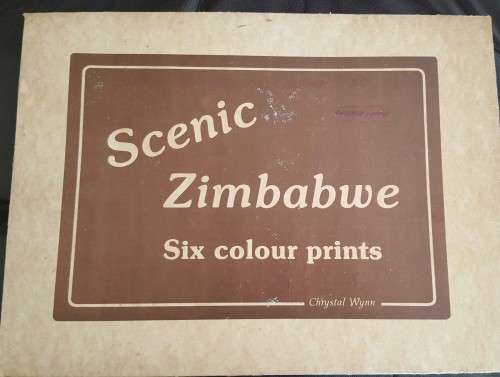 Scenic
Zimbabwe
Six colour prints
Chrystal Wynn